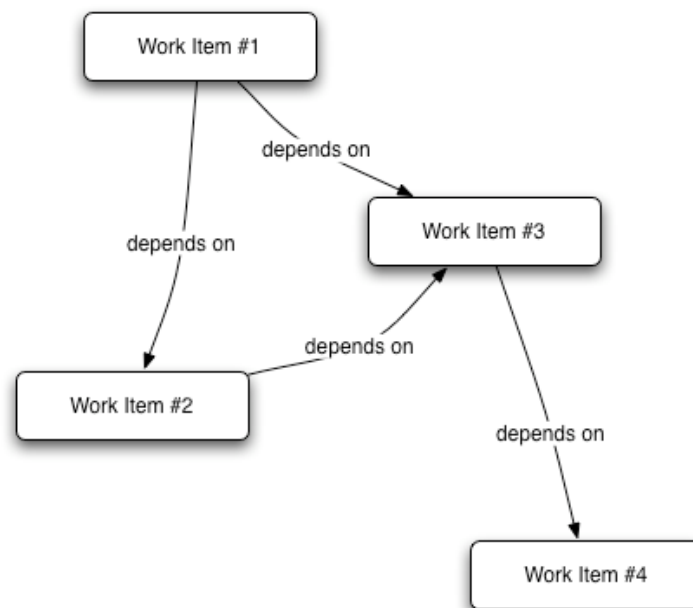 Work Item #1
depends on
Work Item #3
depends on
depends on
Work Item #2
depends on
Work Item #4